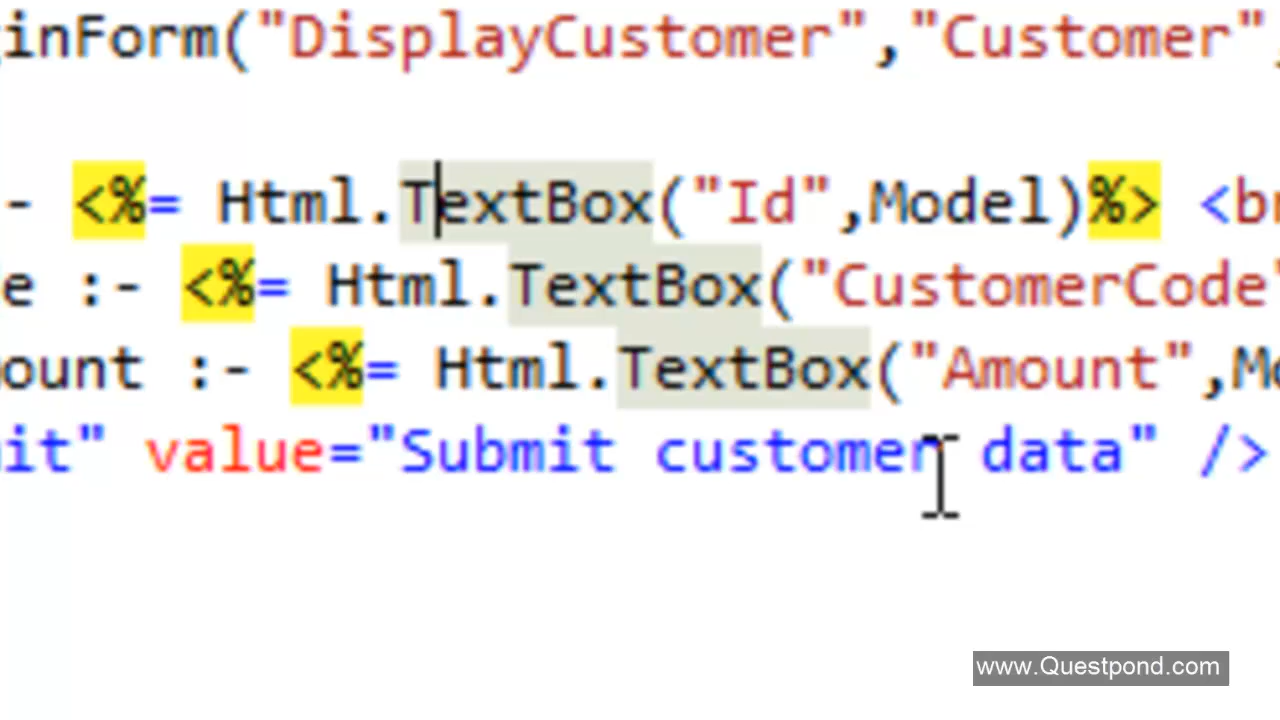 inForm("DisplayCustomer","Customer",
- <%= Html.TextBox("Id",Model)%> <br
e :- <%= Html.TextBox("CustomerCode"
ount :- <%= Html.TextBox("Amount",Mo
it" value="Submit customer data" />
www.Questpond.com